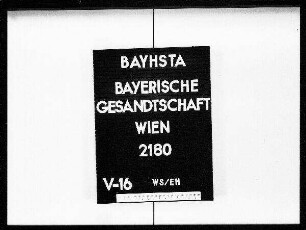 BAYHSTA
BAYERISCHE
GESANDTSCHAFT
WIEN
2180
V-16 WS/EH